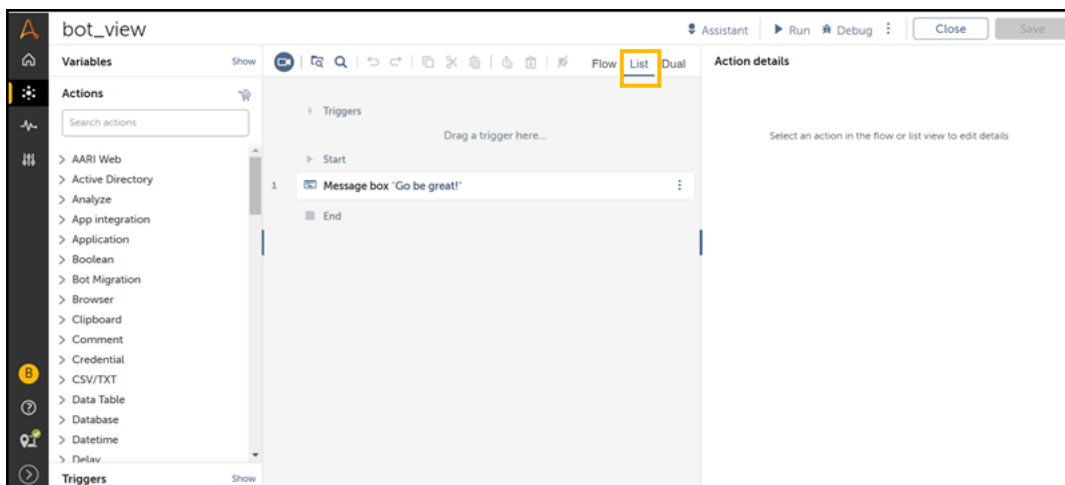 bot_view
Assistant
Run
Debug
Close
Save
Variables
Show
Flow
List
Dual
Action details
Actions
Search actions
AARI Web
Active Directory
Analyze
App integration
Application
Boolean
Bot Migration
Browser
Clipboard
Comment
Credential
CSV/TXT
Data Table
Database
Datetime
Delay
Triggers
Show
Triggers
Drag a trigger here...
Start
1
Message box "Go be great!"
End
Select an action in the flow or list view to edit details
B